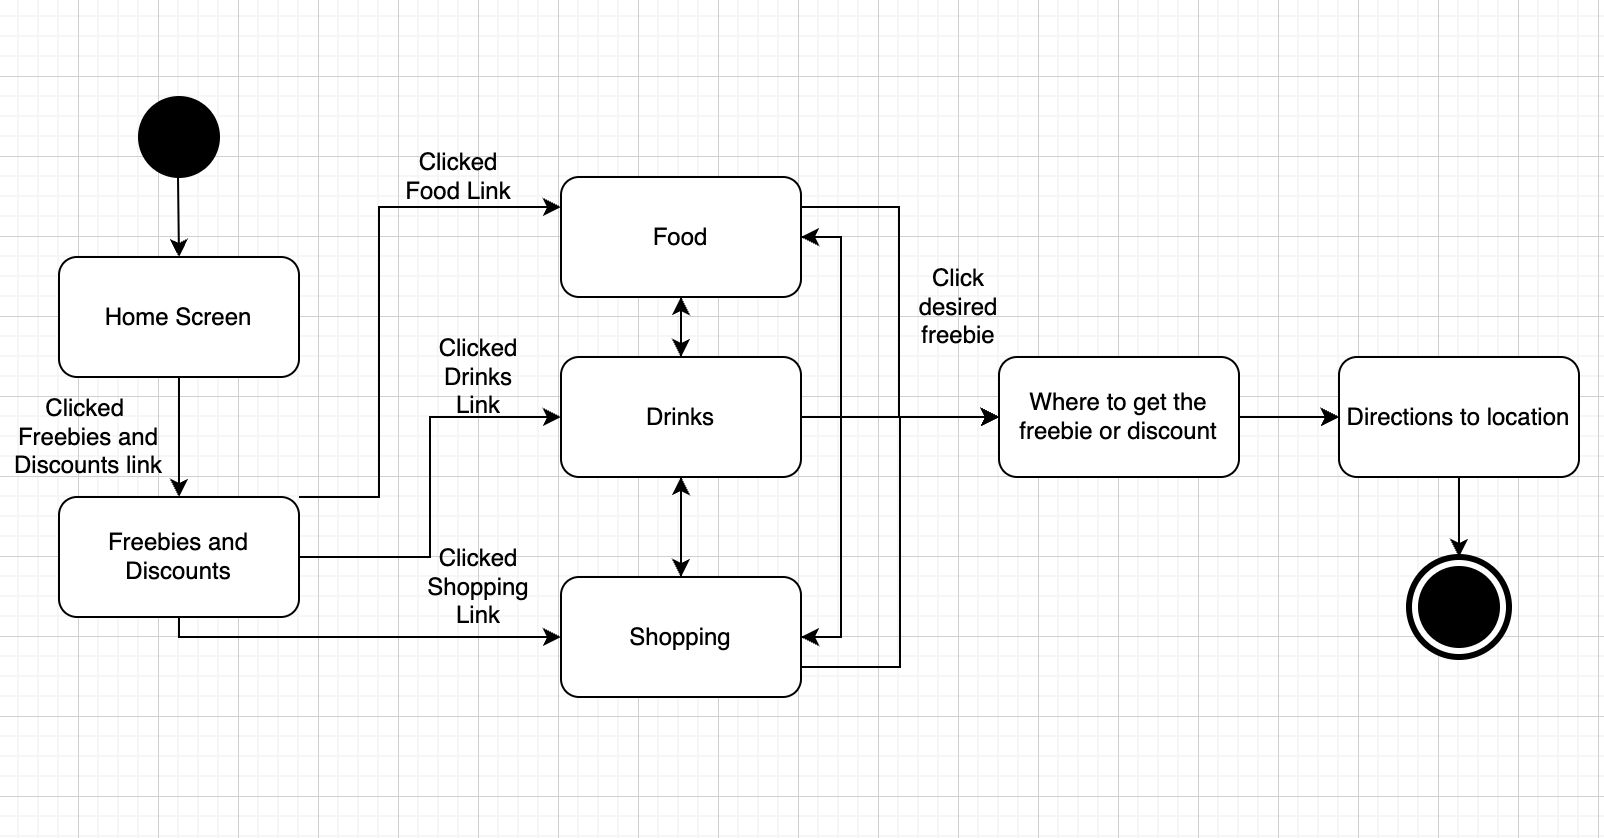 Clicked
Food Link
Food
Home Screen
Click
desired
freebie
Clicked
Drinks
Link
Drinks
Where to get the
freebie or discount
Directions to location
Clicked
Freebies and
Discounts link
Freebies and
Discounts
Clicked
Shopping
Link
Shopping